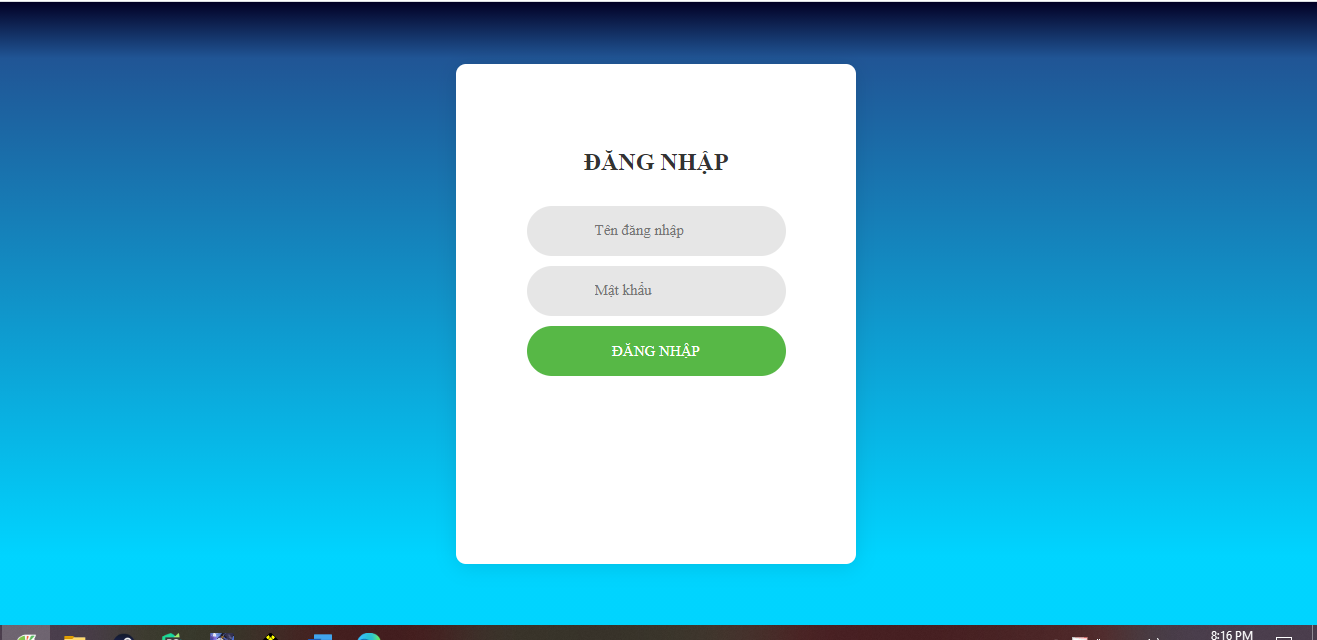 ĐĂNG NHẬP
Tên đăng nhập
Mật khẩu
ĐĂNG NHẬP
8:16 PM